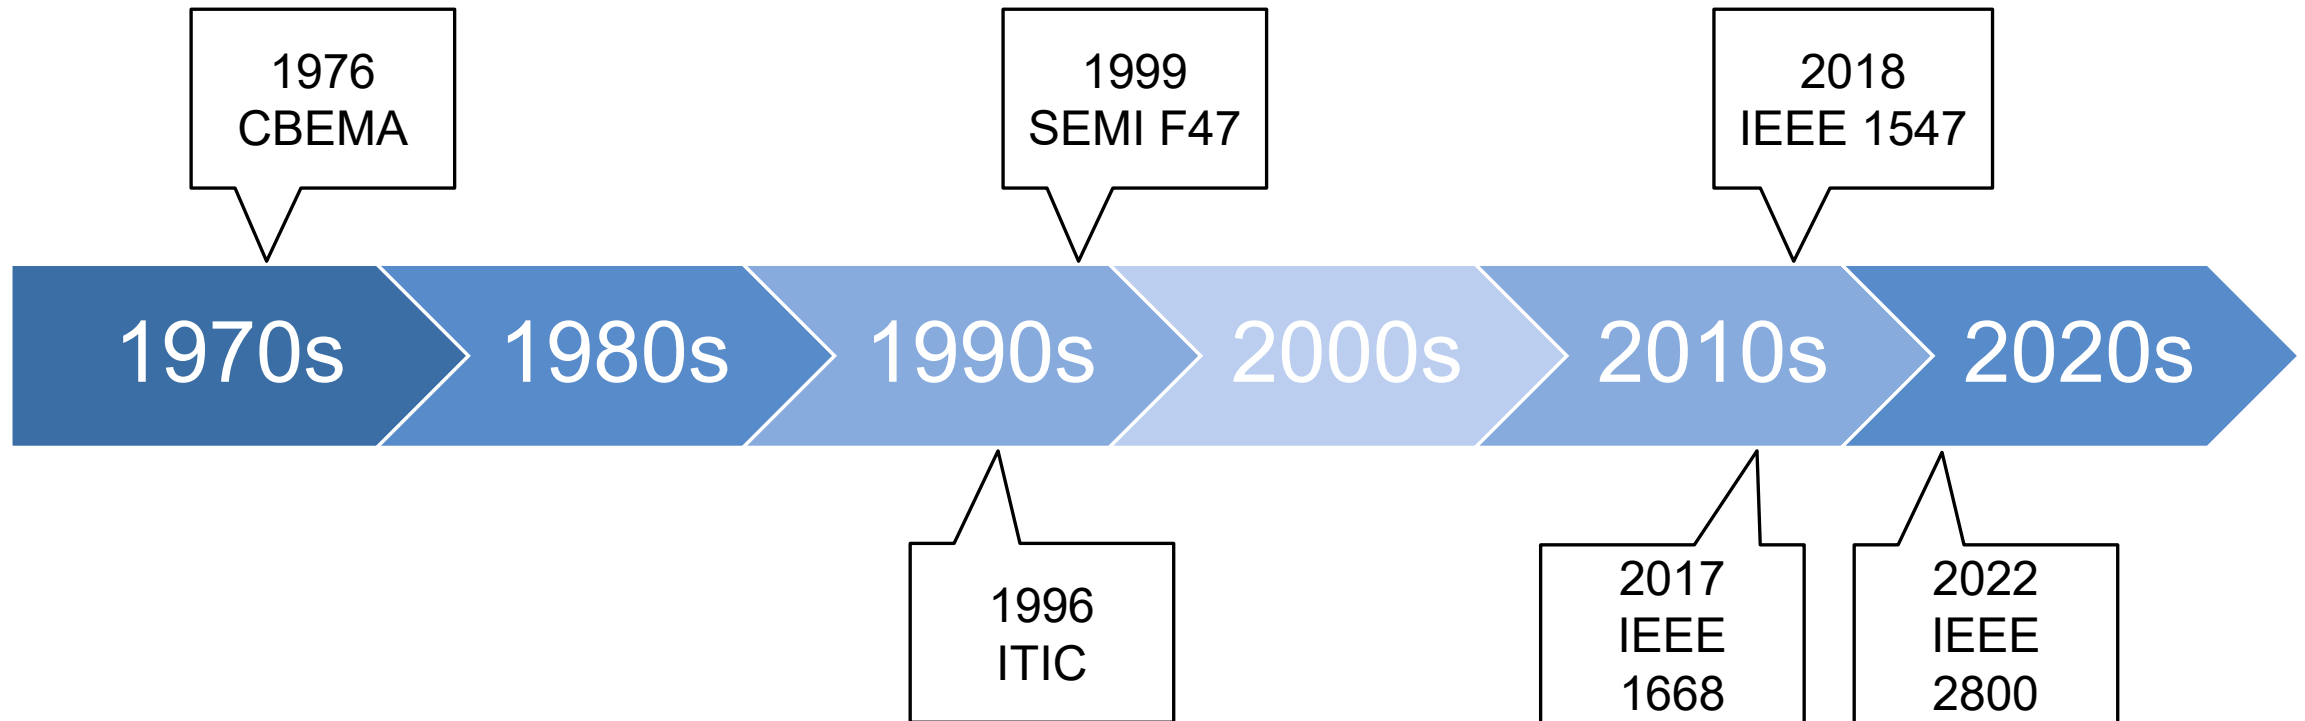 1976
CBEMA
1999
SEMI F47
2018
IEEE 1547
1970s
1980s
1990s
2000s
2010s
2020s
1996
ITIC
2017
IEEE
1668
2022
IEEE
2800